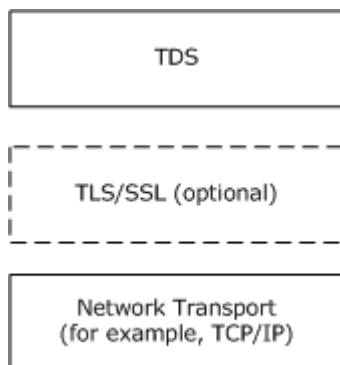 TDS
TLS/SSL (optional)
Network Transport
(for example, TCP/IP)